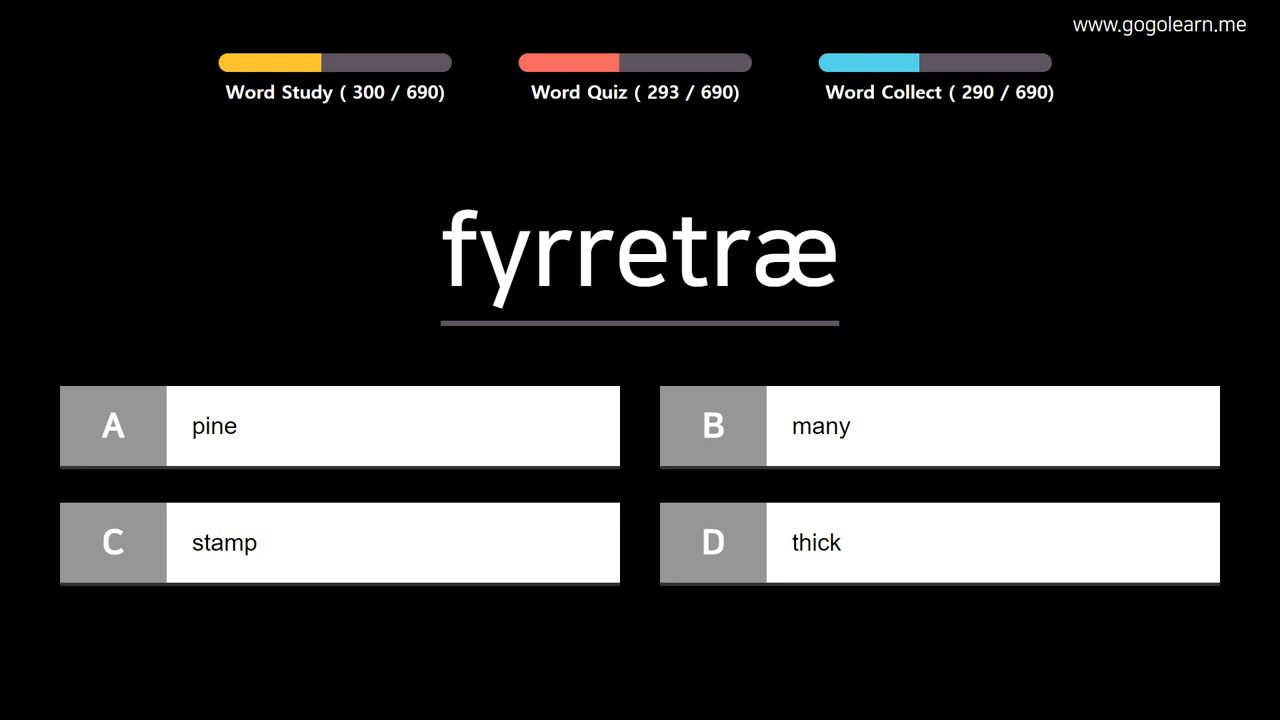 www.gogolearn.me
Word Study ( 300 / 690)
Word Quiz ( 293 / 690)
Word Collect ( 290 / 690)
fyrretræ
A pine
B many
C stamp
D thick